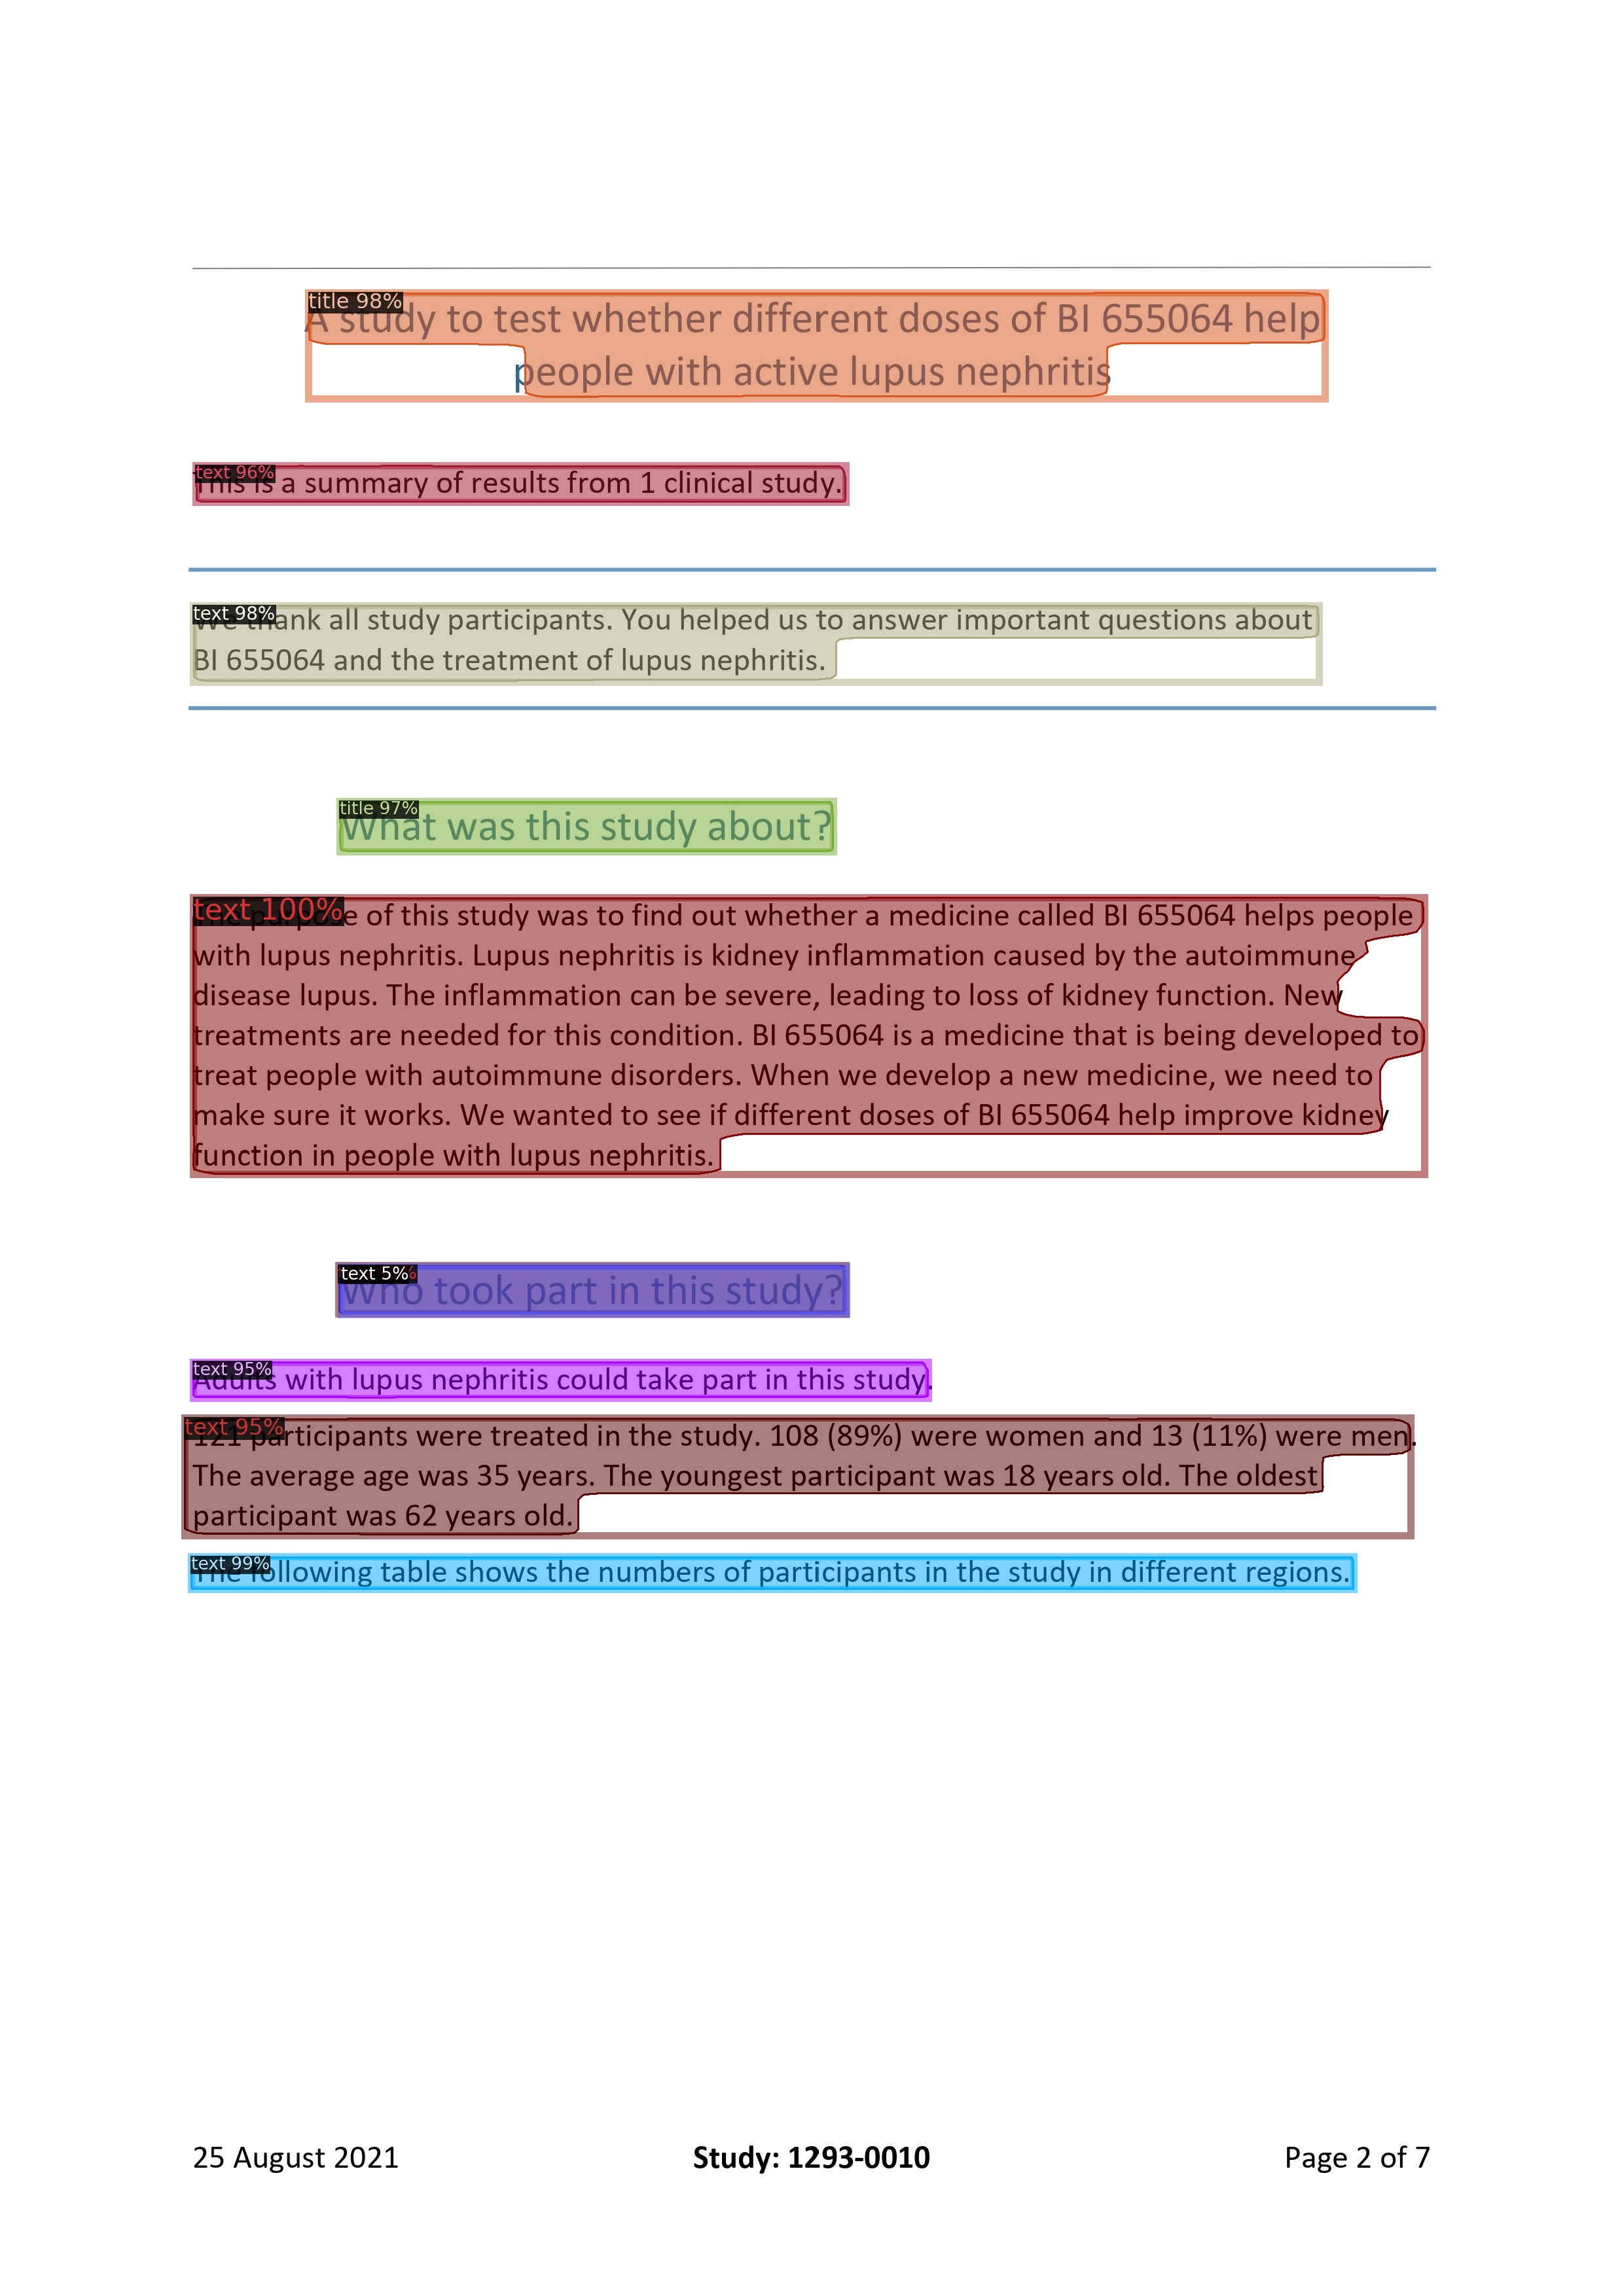 title 98%
A study to test whether different doses of BI 655064 help
people with active lupus nephritis
text 96%
This is a summary of results from 1 clinical study.
text 98%
We thank all study participants. You helped us to answer important questions about
BI 655064 and the treatment of lupus nephritis.
title 97%
What was this study about?
text 100%
The purpose of this study was to find out whether a medicine called BI 655064 helps people
with lupus nephritis. Lupus nephritis is kidney inflammation caused by the autoimmune
disease lupus. The inflammation can be severe, leading to loss of kidney function. New
treatments are needed for this condition. BI 655064 is a medicine that is being developed to
treat people with autoimmune disorders. When we develop a new medicine, we need to
make sure it works. We wanted to see if different doses of BI 655064 help improve kidney
function in people with lupus nephritis.
text 5%
Who took part in this study?
text 95%
Adults with lupus nephritis could take part in this study.
text 95%
121 participants were treated in the study. 108 (89%) were women and 13 (11%) were men.
The average age was 35 years. The youngest participant was 18 years old. The oldest
participant was 62 years old.
text 99%
The following table shows the numbers of participants in the study in different regions.
25 August 2021 Study: 1293-0010 Page 2 of 7